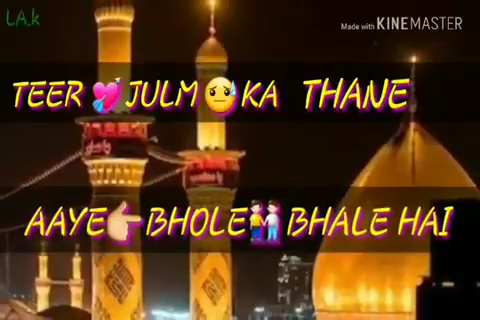 LA.k
Made with KINEMASTER
TEER 💘 JULM 😓 KA THANE
AAYE 👉 BHOLE 👬 BHALE HAI